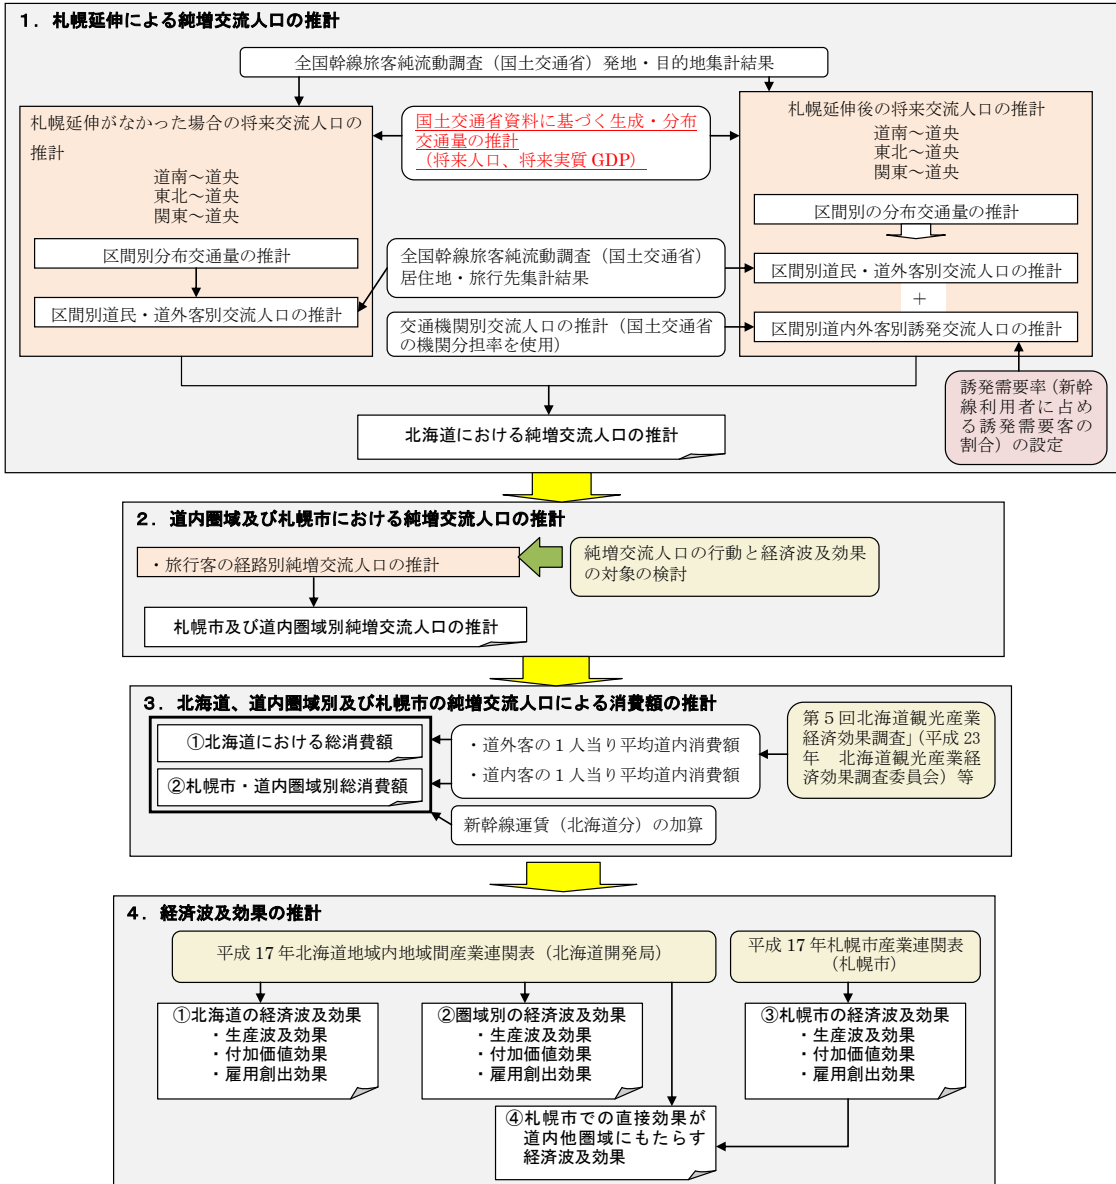 １．札幌延伸による純増交流人口の推計
全国幹線旅客純流動調査（国土交通省）発地・目的地集計結果
札幌延伸がなかった場合の将来交流人口の
推計
道南～道央
東北～道央
関東～道央
区間別分布交通量の推計
区間別道民・道外客別交流人口の推計
国土交通省資料に基づく生成・分布
交通量の推計
（将来人口、将来実質 GDP）
全国幹線旅客純流動調査（国土交通省）
居住地・旅行先集計結果
交通機関別交流人口の推計（国土交通省
の機関分担率を使用）
札幌延伸後の将来交流人口の推計
道南～道央
東北～道央
関東～道央
区間別の分布交通量の推計
区間別道民・道外客別交流人口の推計
＋
区間別道内外客別誘発交流人口の推計
誘発需要率（新幹
線利用者に占め
る誘発需要客の
割合）の設定
北海道における純増交流人口の推計
２．道内圏域及び札幌市における純増交流人口の推計
・旅行客の経路別純増交流人口の推計
純増交流人口の行動と経済波及効果
の対象の検討
札幌市及び道内圏域別純増交流人口の推計
３．北海道、道内圏域別及び札幌市の純増交流人口による消費額の推計
①北海道における総消費額
②札幌市・道内圏域別総消費額
・道外客の１人当り平均道内消費額
・道内客の１人当り平均道内消費額
新幹線運賃（北海道分）の加算
第５回北海道観光産業
経済効果調査」（平成 23
年　北海道観光産業経
済効果調査委員会）等
４．経済波及効果の推計
平成 17 年北海道地域内地域間産業連関表（北海道開発局）
平成 17 年札幌市産業連関表
（札幌市）
①北海道の経済波及効果
・生産波及効果
・付加価値効果
・雇用創出効果
②圏域別の経済波及効果
・生産波及効果
・付加価値効果
・雇用創出効果
③札幌市の経済波及効果
・生産波及効果
・付加価値効果
・雇用創出効果
④札幌市での直接効果が
道内他圏域にもたらす
経済波及効果